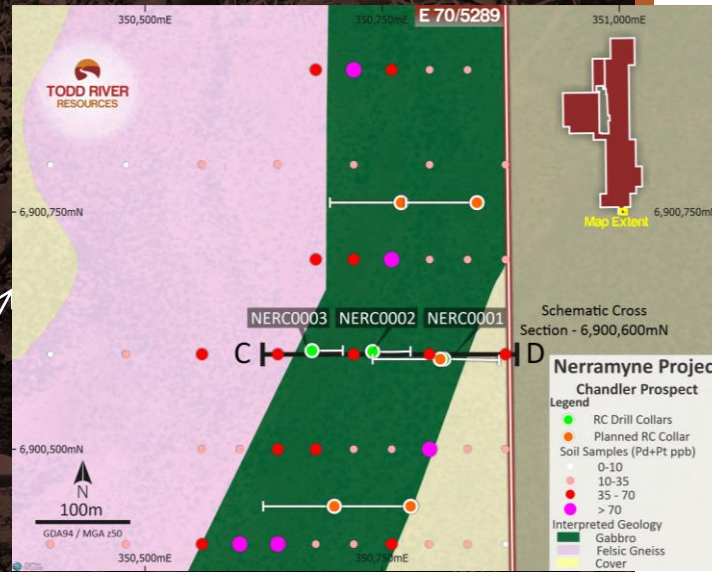 350,500mE
350,750mE
E 70/5289
351,000mE
TODD RIVER
RESOURCES
6,900,750mN
6,900,750mN
Map Extent
NERC0003
NERC0002
NERC0001
Schematic Cross
Section - 6,900,600mN
C
D
Nerramyne Projec
Chandler Prospect
Legend
RC Drill Collars
Planned RC Collar
Soil Samples (Pd+Pt ppb)
0-10
10-35
35 - 70
> 70
Interpreted Geology
Gabbro
Felsic Gneiss
Cover
6,900,500mN
N
100m
GDA94 / MGA z50
350,500mE
350,750mE
351,000mE